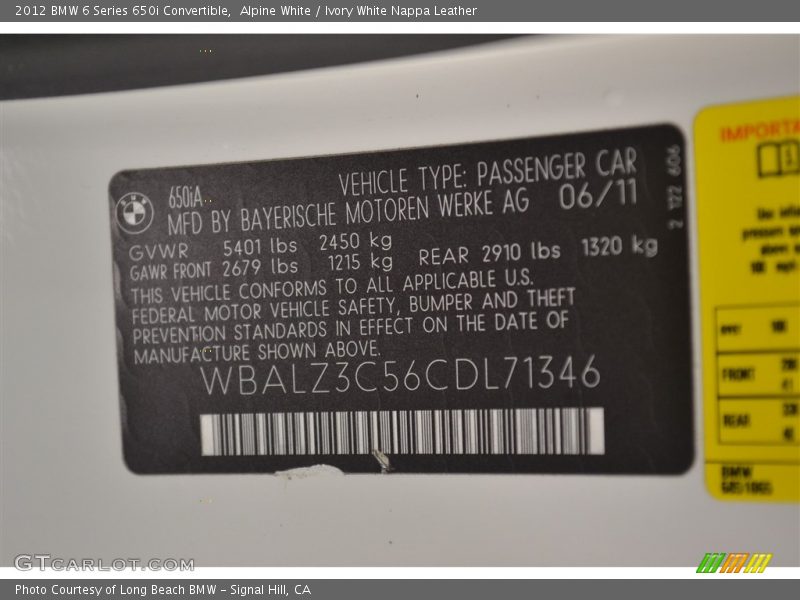 2012 BMW 6 Series 650i Convertible,  Alpine White / Ivory White Nappa Leather
650iA
VEHICLE TYPE: PASSENGER CAR
MFD BY BAYERISCHE MOTOREN WERKE AG 06/11
2 122 606
GVWR 5401 lbs 2450 kg
GAWR FRONT 2679 lbs 1215 kg REAR 2910 lbs 1320 kg
THIS VEHICLE CONFORMS TO ALL APPLICABLE U.S.
FEDERAL MOTOR VEHICLE SAFETY, BUMPER AND THEFT
PREVENTION STANDARDS IN EFFECT ON THE DATE OF
MANUFACTURE SHOWN ABOVE.
WBALZ3C56CDL71346
FRONT
REAR
BMW
GTCARLOT.COM
Photo Courtesy of Long Beach BMW – Signal Hill, CA